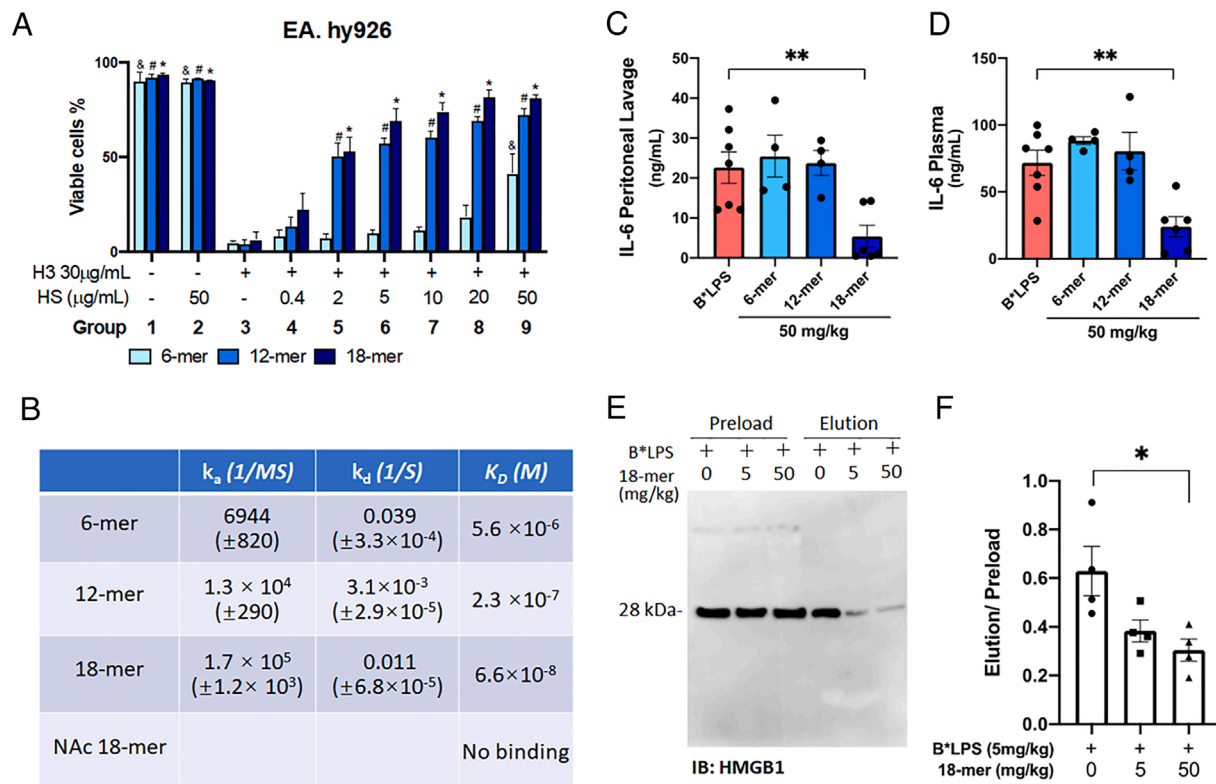 A
EA. hy926
Viable cells %
100
50
0
& # * & # * # * # * # * # * & # *
H3 30μg/mL - - + + + + + + +
HS (μg/mL) - 50 - 0.4 2 5 10 20 50
Group 1 2 3 4 5 6 7 8 9
6-mer 12-mer 18-mer
B
ka (1/MS) kd (1/S) KD (M)
6-mer 6944 (±820) 0.039 (±3.3×10-4) 5.6 ×10-6
12-mer 1.3 × 104 (±290) 3.1×10-3 (±2.9×10-5) 2.3 ×10-7
18-mer 1.7 × 105 (±1.2× 103) 0.011 (±6.8×10-5) 6.6×10-8
NAc 18-mer No binding
C
**
IL-6 Peritoneal Lavage
(ng/mL)
50
40
30
20
10
0
B*LPS 6-mer 12-mer 18-mer
50 mg/kg
D
**
IL-6 Plasma
(ng/mL)
150
100
50
0
B*LPS 6-mer 12-mer 18-mer
50 mg/kg
E
Preload Elution
B*LPS + + + + + +
18-mer 0 5 50 0 5 50
(mg/kg)
28 kDa-
IB: HMGB1
F
*
Elution/ Preload
1.0
0.8
0.6
0.4
0.2
0.0
B*LPS (5mg/kg) + + +
18-mer (mg/kg) 0 5 50